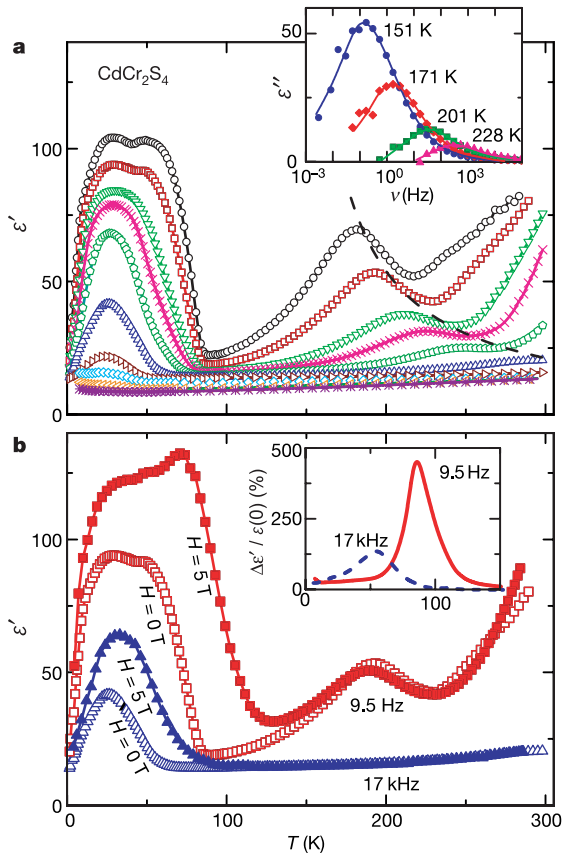 a
CdCr₂S₄
ε′
100
50
0
ε″
50
0
151 K
171 K
201 K
228 K
10⁻³
10⁰
10³
ν (Hz)
b
ε′
100
50
0
Δε′ / ε(0) (%)
500
250
0
0
100
9.5 Hz
17 kHz
H = 5 T
H = 0 T
H = 5 T
H = 0 T
9.5 Hz
17 kHz
0
100
200
300
T (K)